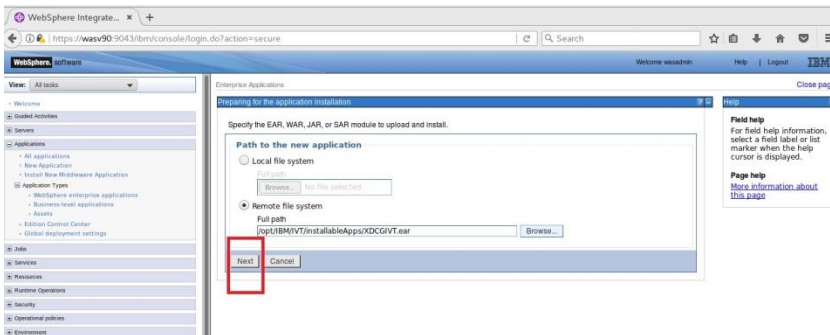 WebSphere Integrate...
https://wasv90:9043/ibm/console/login.do?action=secure
Search
WebSphere. software
Welcome wasadmin
Help | Logout
IBM
View: All tasks
Welcome
Guided Activities
Servers
Applications
All applications
New Application
Install New Middleware Application
Application Types
WebSphere enterprise applications
Business-level applications
Assets
Edition Control Center
Global deployment settings
Jobs
Services
Resources
Runtime Operations
Security
Operational policies
Environment
Enterprise Applications
Close pag
Preparing for the application installation
Specify the EAR, WAR, JAR, or SAR module to upload and install.
Path to the new application
Local file system
Full path
Browse... No file selected.
Remote file system
Full path
/opt/IBM/IVT/installableApps/XDCGIVT.ear
Browse...
Next Cancel
Help
Field help
For field help information,
select a field label or list
marker when the help
cursor is displayed.
Page help
More information about
this page